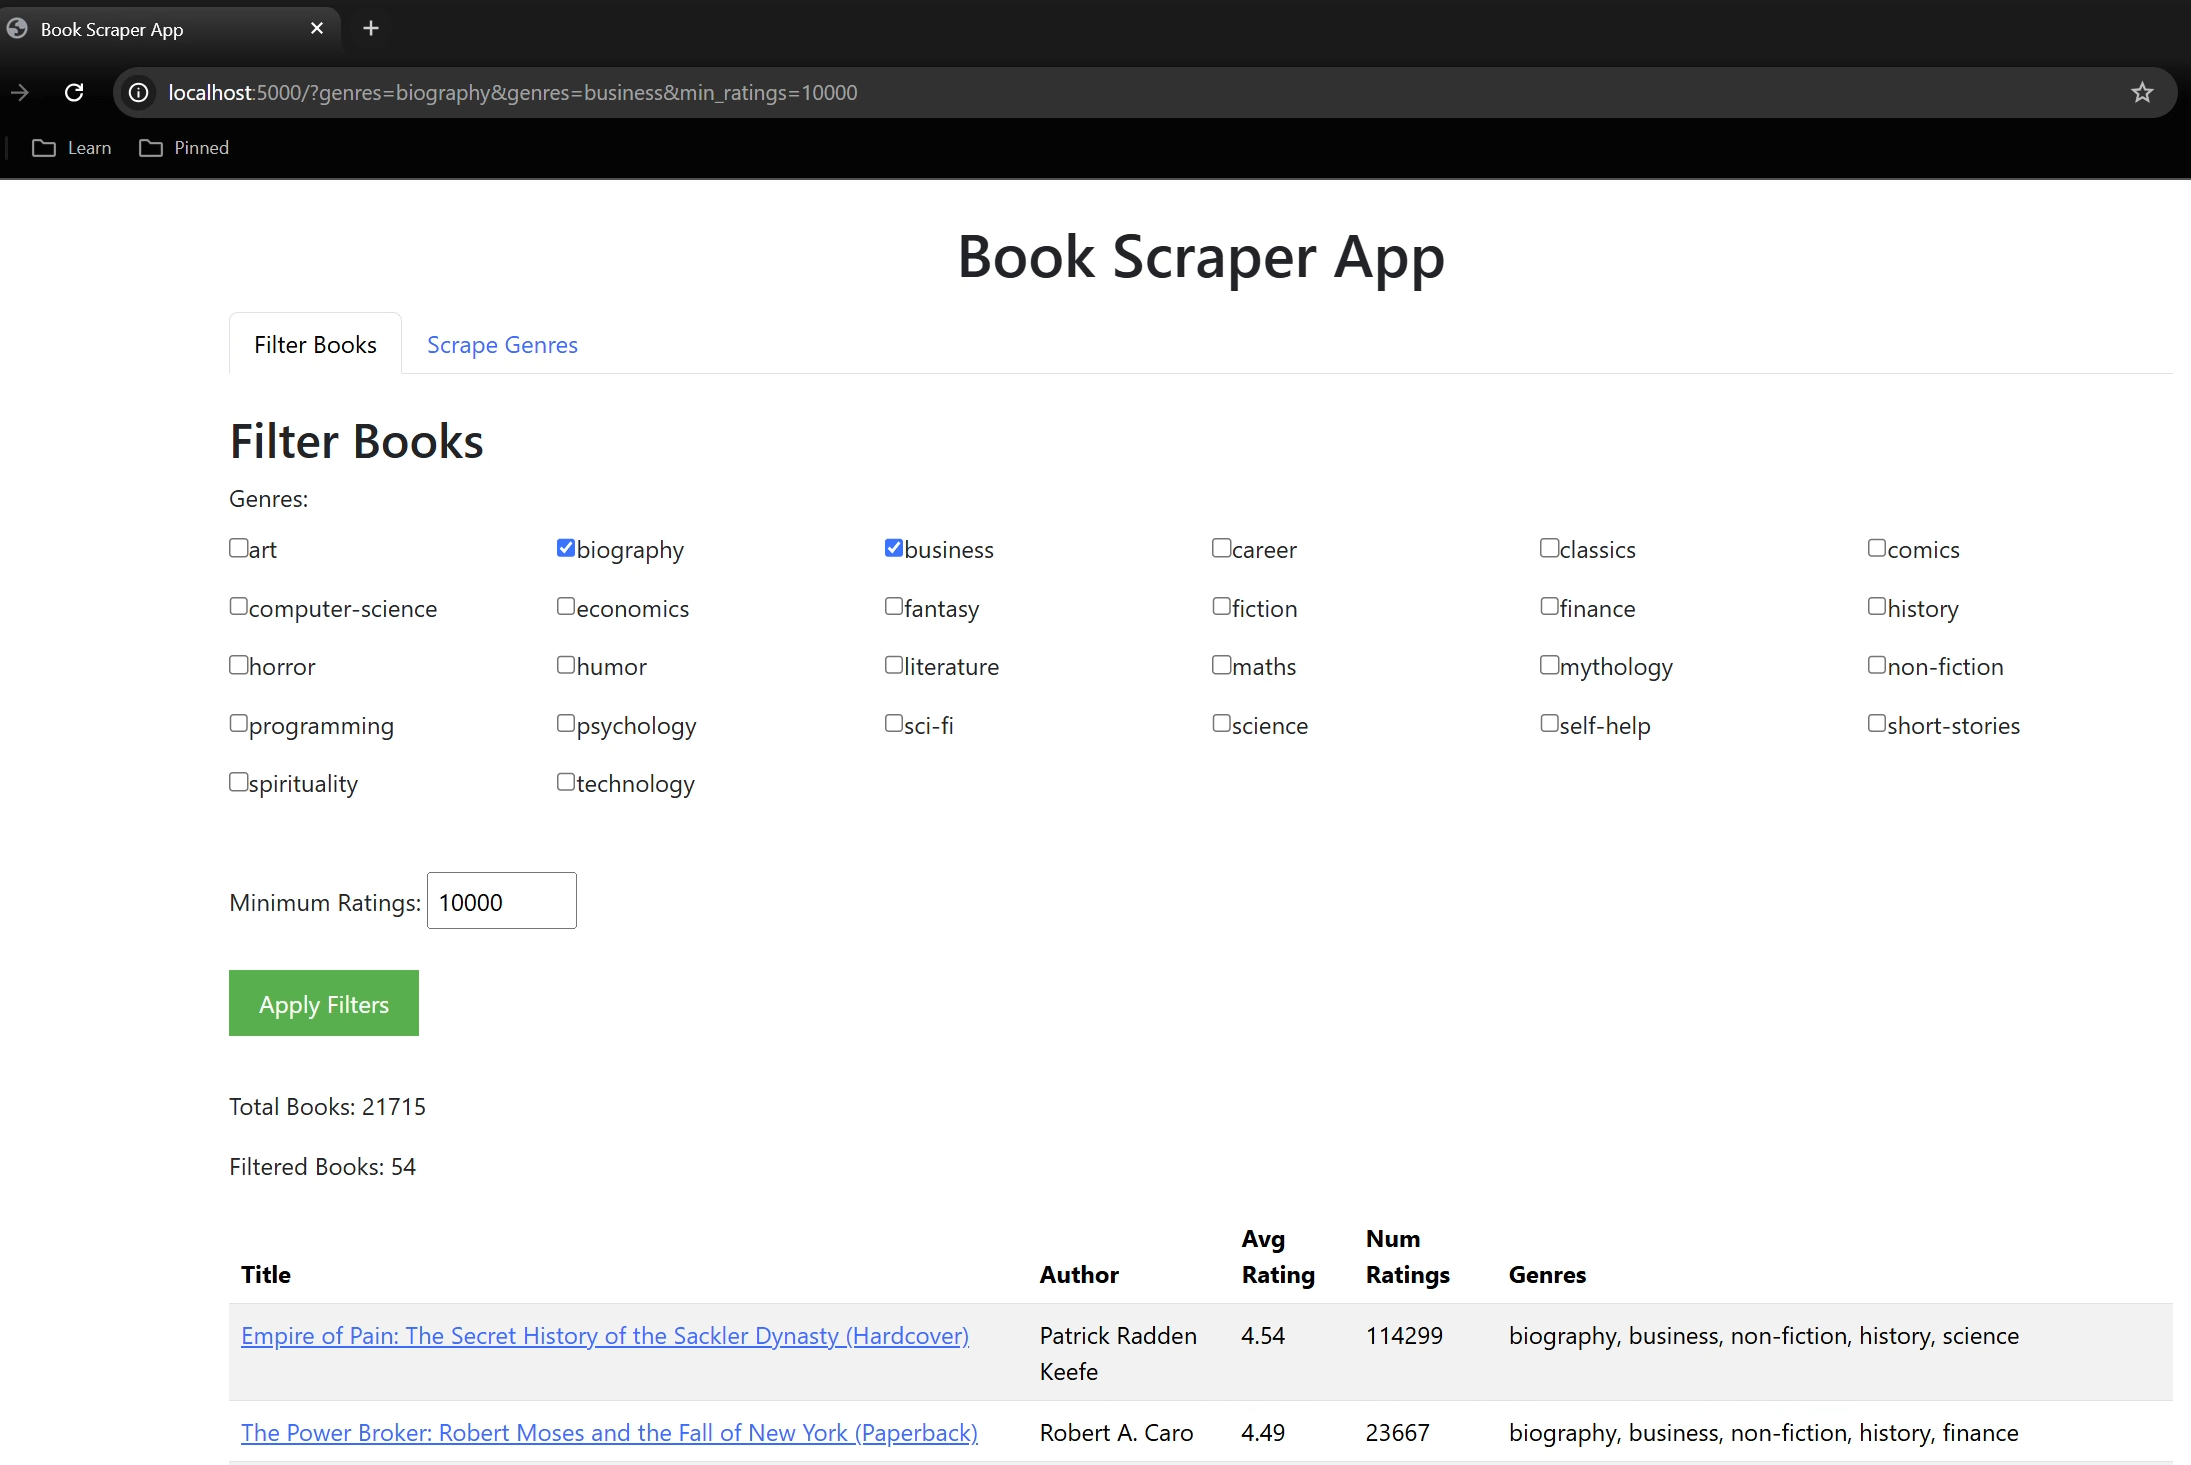 Book Scraper App
localhost:5000/?genres=biography&genres=business&min_ratings=10000
Learn Pinned
Book Scraper App
Filter Books Scrape Genres
Filter Books
Genres:
art biography business career classics comics
computer-science economics fantasy fiction finance history
horror humor literature maths mythology non-fiction
programming psychology sci-fi science self-help short-stories
spirituality technology
Minimum Ratings: 10000
Apply Filters
Total Books: 21715
Filtered Books: 54
Title Author Avg Rating Num Ratings Genres
Empire of Pain: The Secret History of the Sackler Dynasty (Hardcover) Patrick Radden Keefe 4.54 114299 biography, business, non-fiction, history, science
The Power Broker: Robert Moses and the Fall of New York (Paperback) Robert A. Caro 4.49 23667 biography, business, non-fiction, history, finance